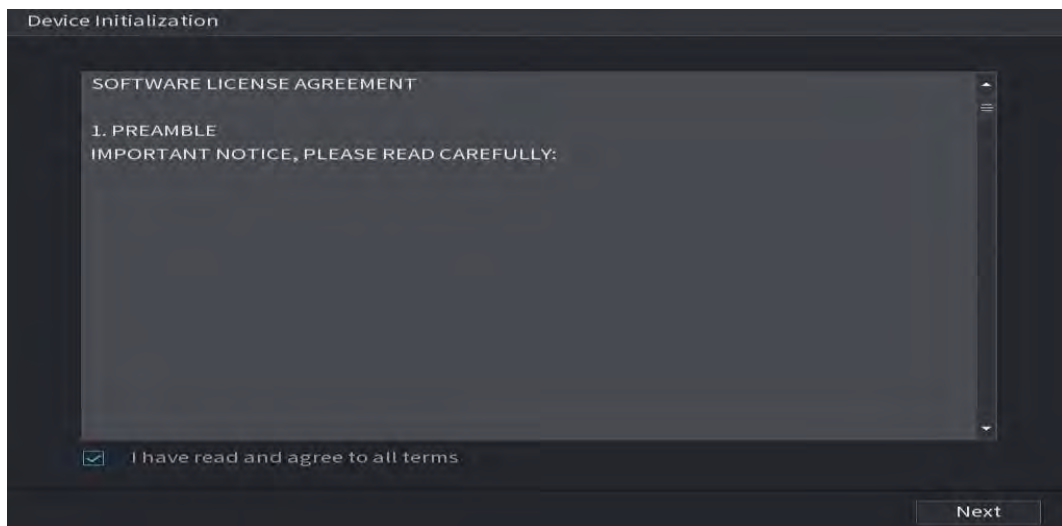 Device Initialization
SOFTWARE LICENSE AGREEMENT
1. PREAMBLE
IMPORTANT NOTICE, PLEASE READ CAREFULLY:
I have read and agree to all terms
Next